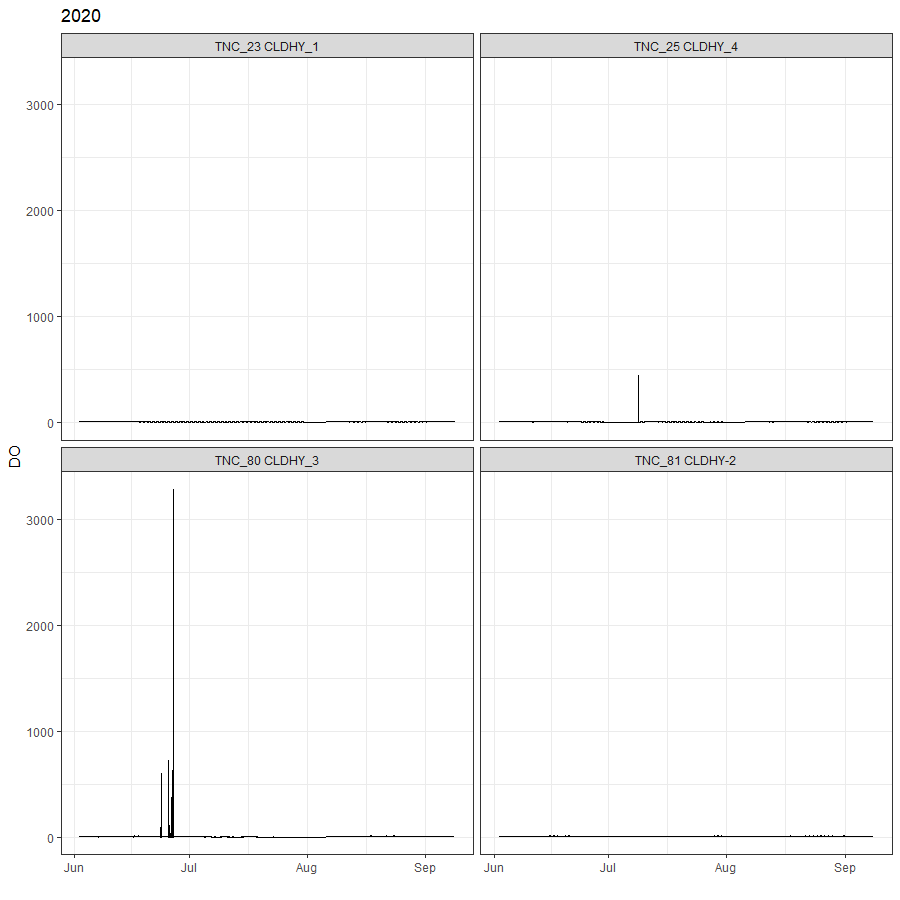 2020
TNC_23 CLDHY_1
TNC_25 CLDHY_4
3000
2000
1000
0
DO
TNC_80 CLDHY_3
TNC_81 CLDHY-2
3000
2000
1000
0
Jun Jul Aug Sep
Jun Jul Aug Sep